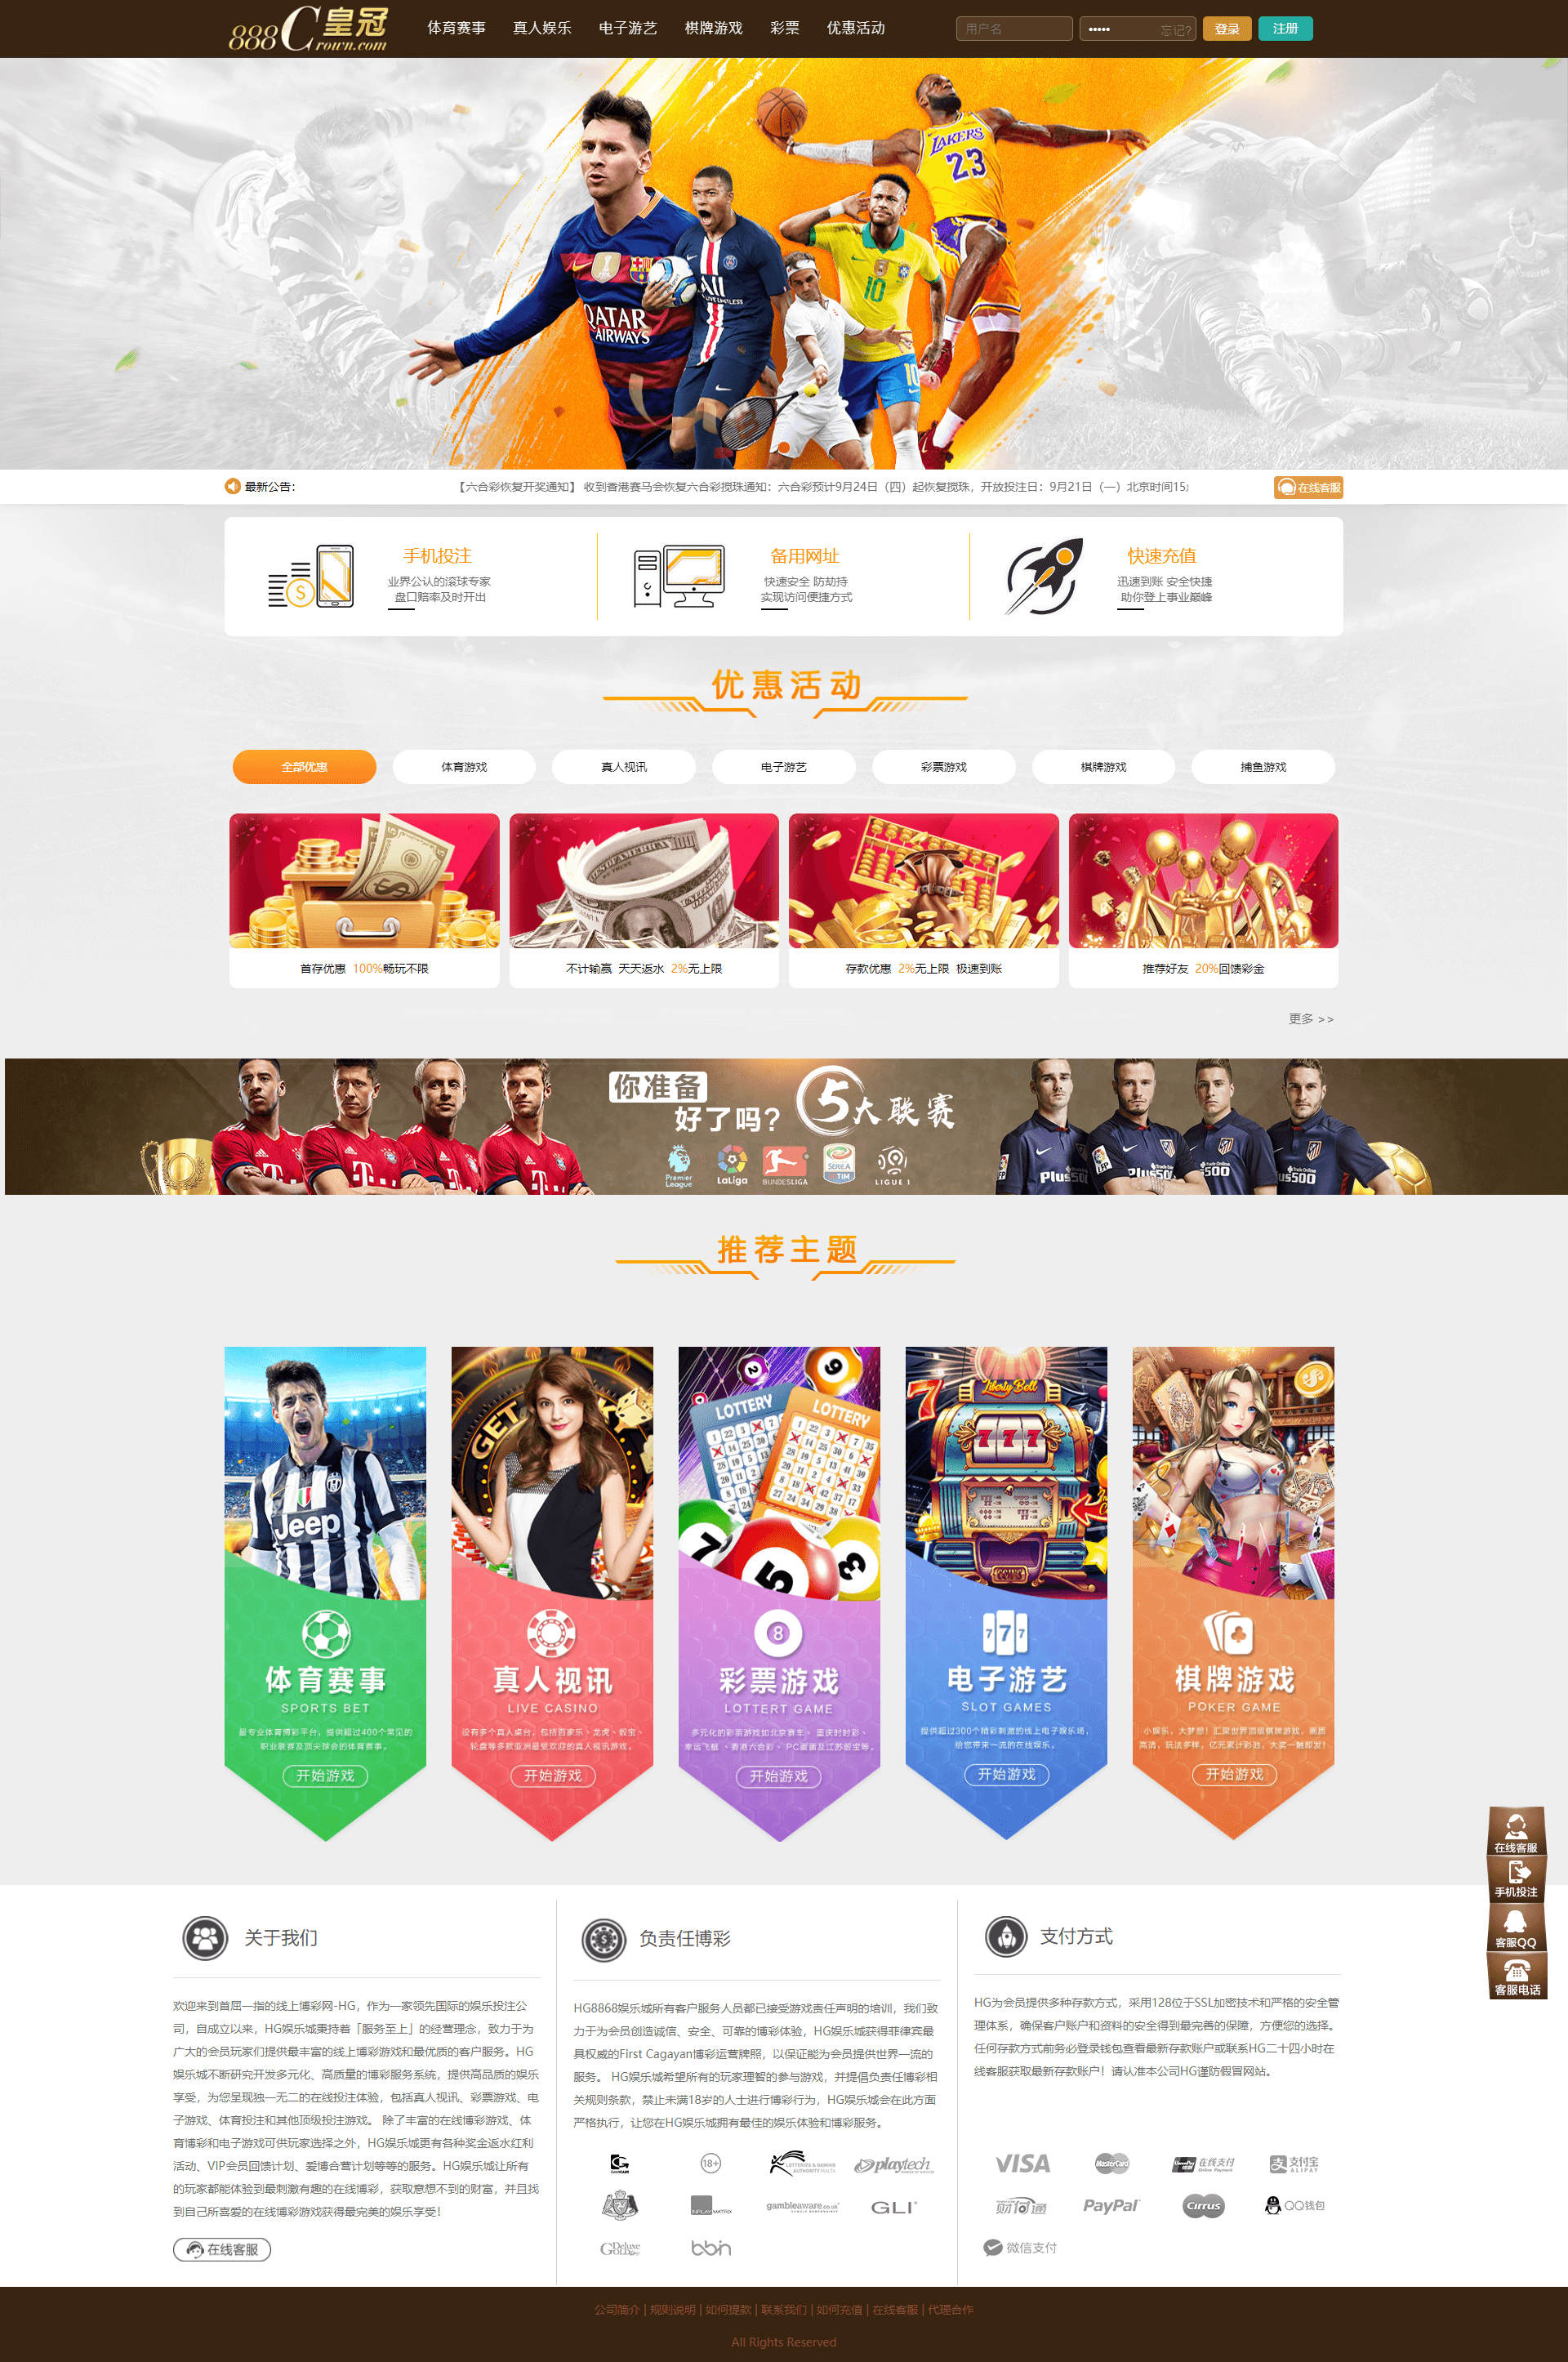 888Crown.com 皇冠
体育赛事 真人娱乐 电子游艺 棋牌游戏 彩票 优惠活动
用户名 ••••• 忘记? 登录 注册
LAKERS
23
QATAR
AIRWAYS
10
10
最新公告：
【六合彩恢复开奖通知】 收到香港赛马会恢复六合彩搅珠通知：六合彩预计9月24日（四）起恢复搅珠，开放投注日：9月21日（一）北京时间15
在线客服
手机投注
业界公认的滚球专家
盘口赔率及时开出
备用网址
快速安全 防劫持
实现访问便捷方式
快速充值
迅速到账 安全快捷
助你登上事业巅峰
优惠活动
全部优惠 体育游戏 真人视讯 电子游艺 彩票游戏 棋牌游戏 捕鱼游戏
首存优惠 100%畅玩不限
不计输赢 天天返水 2%无上限
存款优惠 2%无上限 极速到账
推荐好友 20%回馈彩金
更多 >>
你准备
好了吗?
5大联赛
Premier League
LaLiga
BUNDESLIGA
SERIE A
TIM
LIGUE 1
Plus500
推荐主题
Jeep
体育赛事
SPORTS BET
最专业体育博彩平台，提供超过400个常见的
职业联赛及顶尖球会的体育赛事。
开始游戏
GET
真人视讯
LIVE CASINO
设有多个真人桌台，包括百家乐、龙虎、骰宝、
轮盘等多款亚洲最受欢迎的真人视讯游戏。
开始游戏
LOTTERY
LOTTERY
彩票游戏
LOTTERT GAME
多元化的彩票游戏如北京赛车、 重庆时时彩、
幸运飞艇 、香港六合彩、 PC蛋蛋及江苏骰宝等。
开始游戏
Liberty Bell
777
电子游艺
SLOT GAMES
提供超过300个精彩刺激的线上电子娱乐场，
给您带来一流的在线娱乐。
开始游戏
棋牌游戏
POKER GAME
小娱乐，大梦想！汇聚世界顶级棋牌游戏，画质
高清，玩法多样，亿元累计彩池，大奖一触即发！
开始游戏
在线客服
手机投注
客服QQ
客服电话
关于我们
欢迎来到首屈一指的线上博彩网-HG，作为一家领先国际的娱乐投注公
司，自成立以来，HG娱乐城秉持着「服务至上」的经营理念，致力于为
广大的会员玩家们提供最丰富的线上博彩游戏和最优质的客户服务。HG
娱乐城不断研究开发多元化、高质量的博彩服务系统，提供高品质的娱乐
享受，为您呈现独一无二的在线投注体验，包括真人视讯、彩票游戏、电
子游戏、体育投注和其他顶级投注游戏。 除了丰富的在线博彩游戏、体
育博彩和电子游戏可供玩家选择之外，HG娱乐城更有各种奖金返水红利
活动、VIP会员回馈计划、爱博合营计划等等的服务。HG娱乐城让所有
的玩家都能体验到最刺激有趣的在线博彩，获取意想不到的财富，并且找
到自己所喜爱的在线博彩游戏获得最完美的娱乐享受！
在线客服
负责任博彩
HG8868娱乐城所有客户服务人员都已接受游戏责任声明的培训，我们致
力于为会员创造诚信、安全、可靠的博彩体验，HG娱乐城获得菲律宾最
具权威的First Cagayan博彩运营牌照，以保证能为会员提供世界一流的
服务。 HG娱乐城希望所有的玩家理智的参与游戏，并提倡负责任博彩相
关规则条款，禁止未满18岁的人士进行博彩行为，HG娱乐城会在此方面
严格执行，让您在HG娱乐城拥有最佳的娱乐体验和博彩服务。
18+
LOTTERIES & GAMING
AUTHORITY MALTA
playtech
gambleaware.co.uk
GLI
bbin
支付方式
HG为会员提供多种存款方式，采用128位于SSL加密技术和严格的安全管
理体系，确保客户账户和资料的安全得到最完善的保障，方便您的选择。
任何存款方式前务必登录钱包查看最新存款账户或联系HG二十四小时在
线客服获取最新存款账户！请认准本公司HG谨防假冒网站。
VISA MasterCard 在线支付 支付宝 ALIPAY
财付通 PayPal Cirrus QQ钱包
微信支付
公司简介 | 规则说明 | 如何提款 | 联系我们 | 如何充值 | 在线客服 | 代理合作
All Rights Reserved